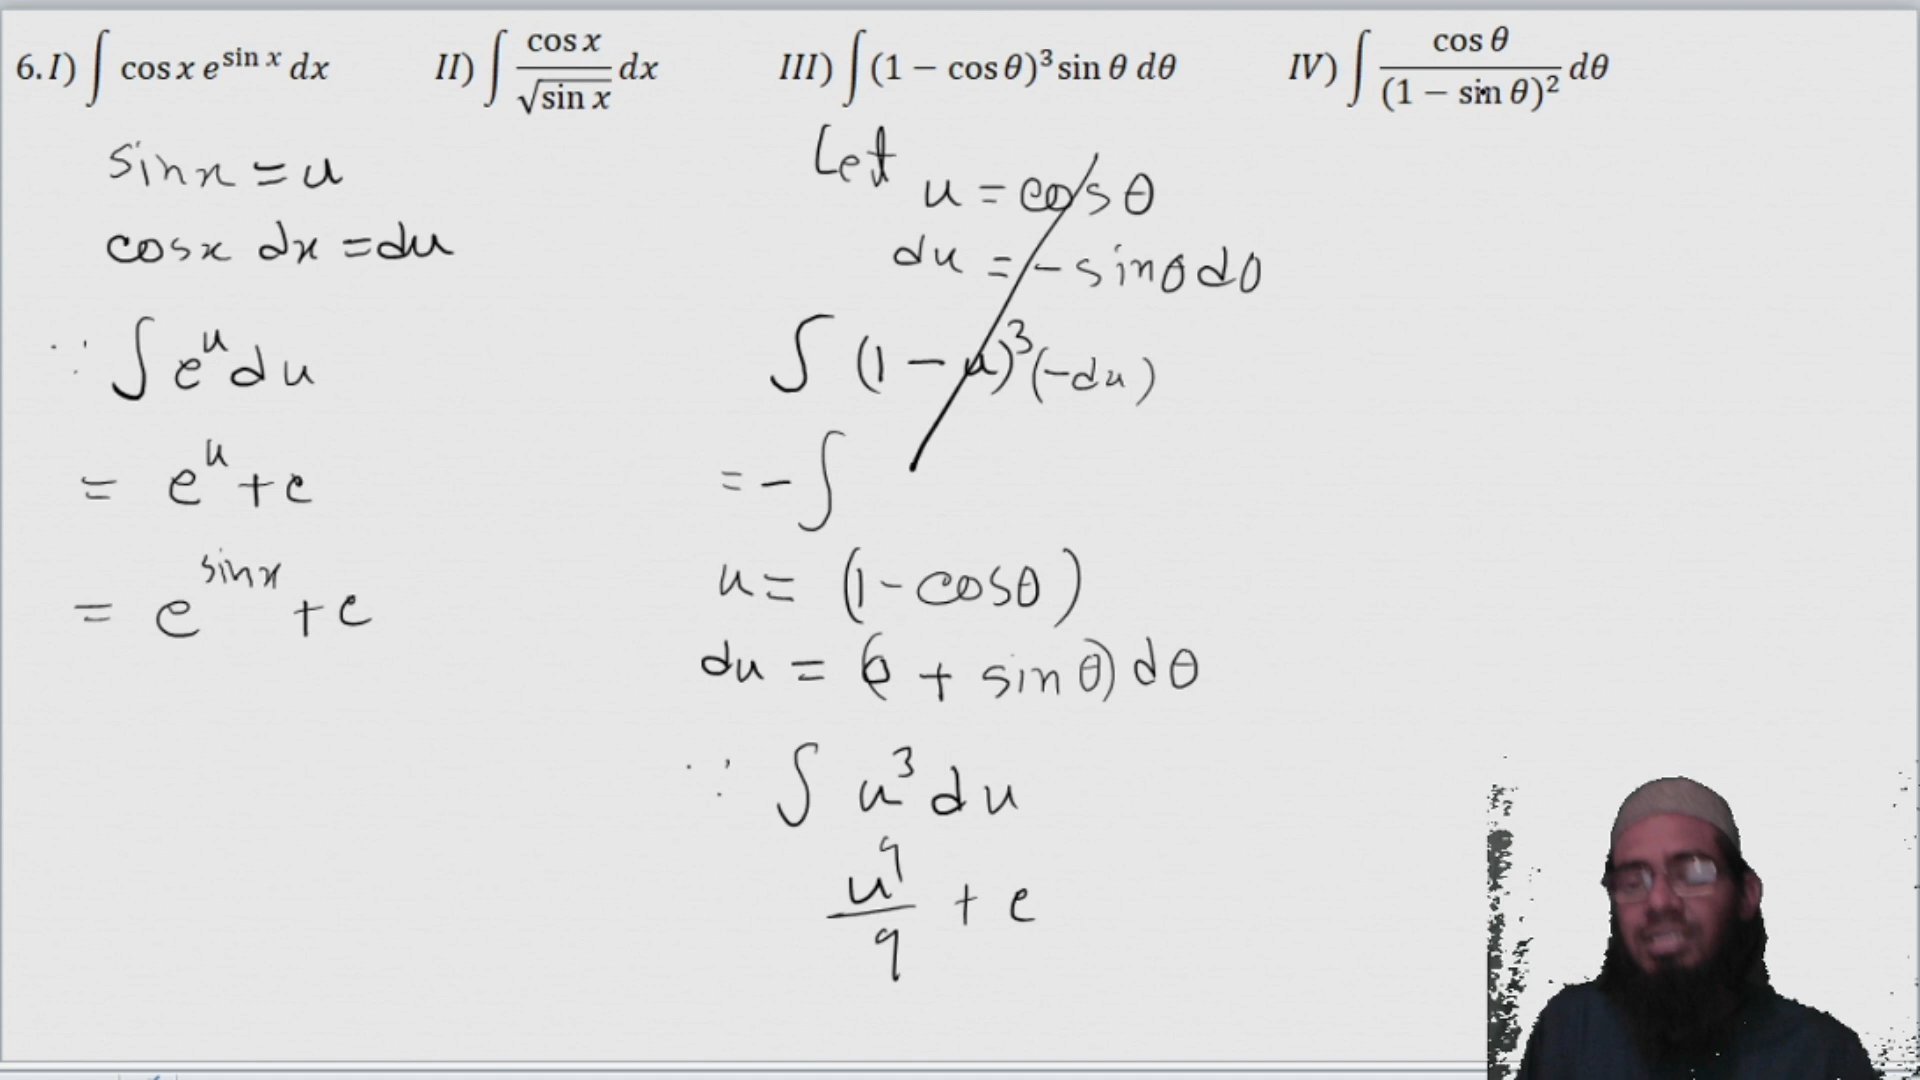 6. I) ∫ cos x e^{sin x} dx II) ∫ cos x / √(sin x) dx III) ∫ (1 − cos θ)^3 sin θ dθ IV) ∫ cos θ / (1 − sin θ)^2 dθ
sin x = u
cos x dx = du
∵ ∫ e^u du
= e^u + c
= e^{sin x} + c
Let u = cos θ
du = − sin θ dθ
∫ (1 − u)^3 (−du)
= − ∫
u = (1 − cos θ)
du = (0 + sin θ) dθ
∵ ∫ u^3 du
u^4 / 4 + c